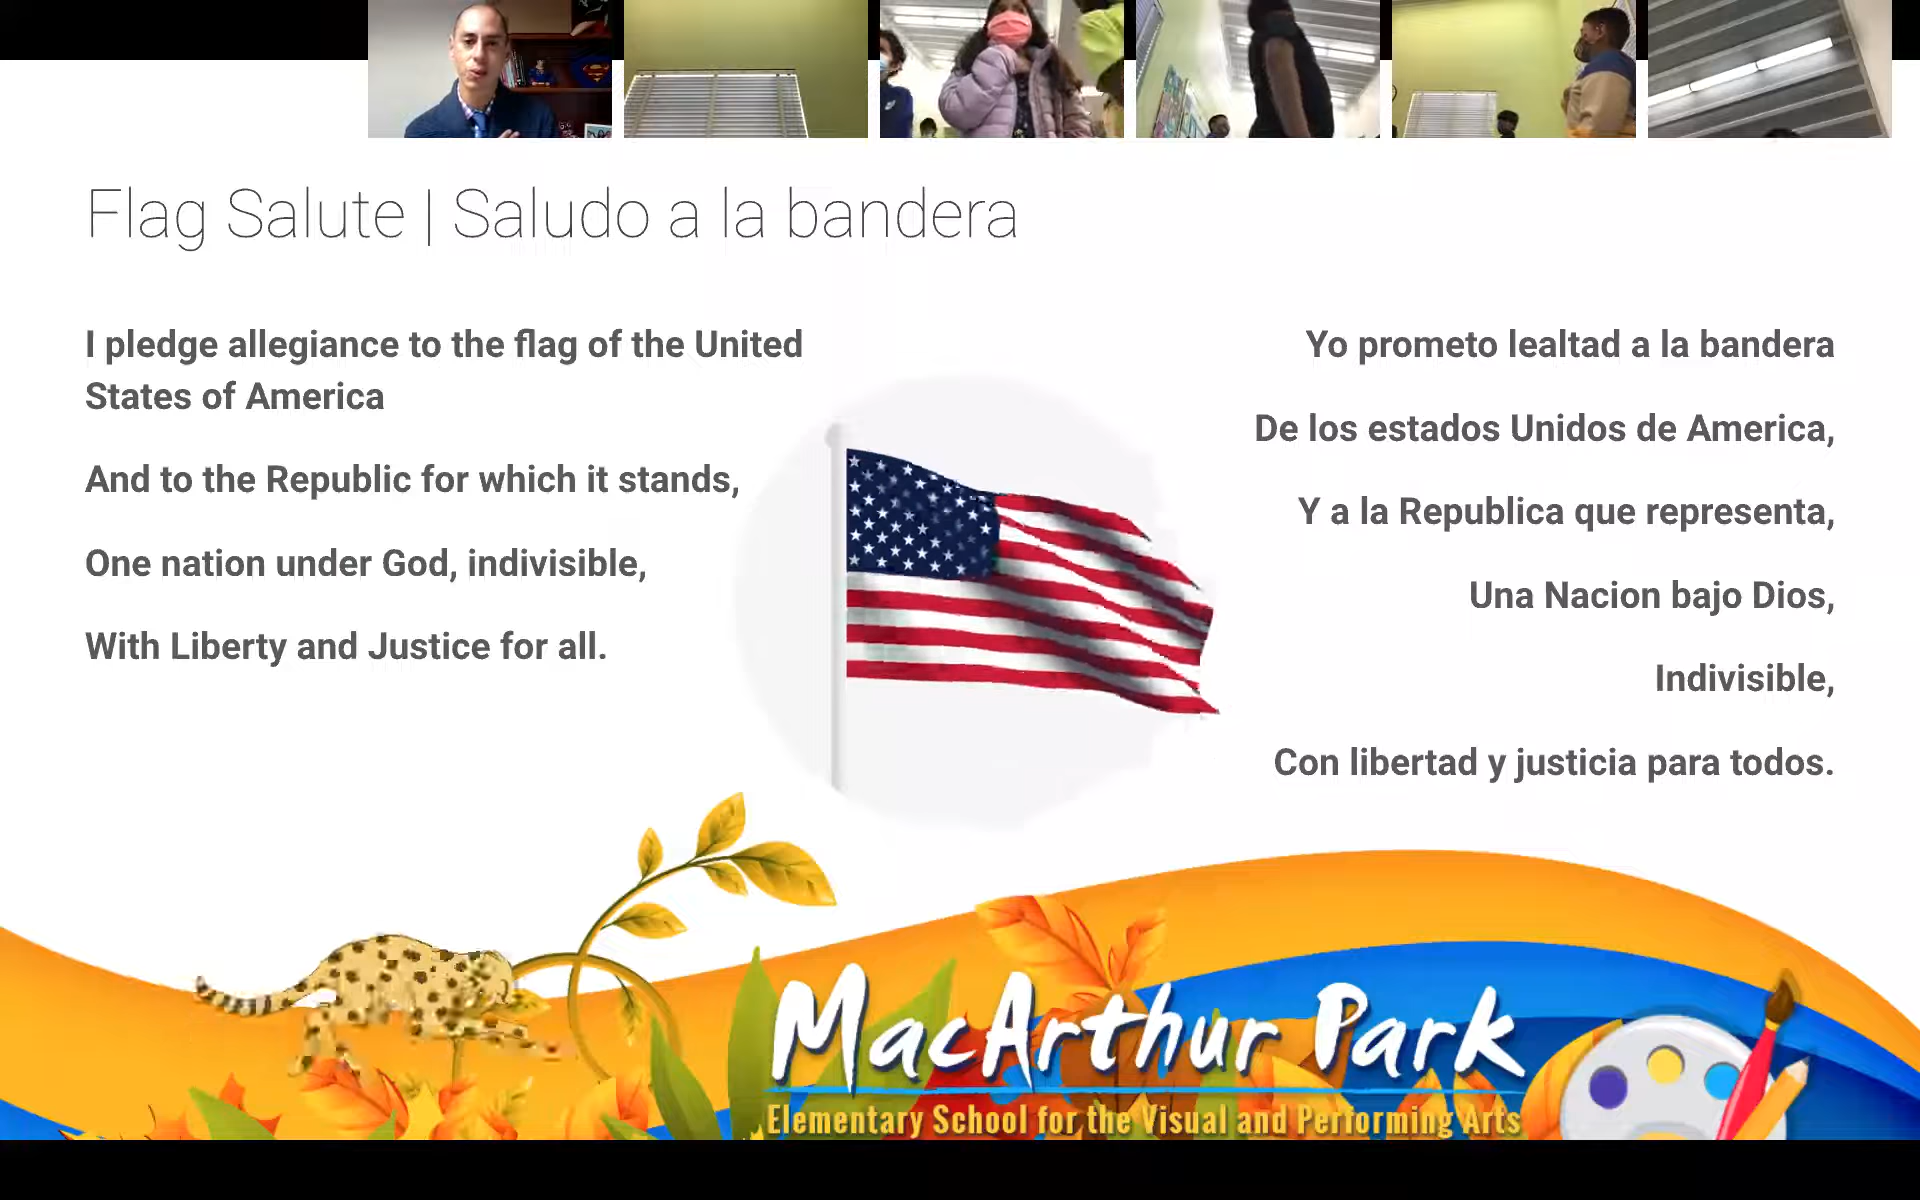 Flag Salute | Saludo a la bandera
I pledge allegiance to the flag of the United
States of America
And to the Republic for which it stands,
One nation under God, indivisible,
With Liberty and Justice for all.
Yo prometo lealtad a la bandera
De los estados Unidos de America,
Y a la Republica que representa,
Una Nacion bajo Dios,
Indivisible,
Con libertad y justicia para todos.
MacArthur Park
Elementary School for the Visual and Performing Arts